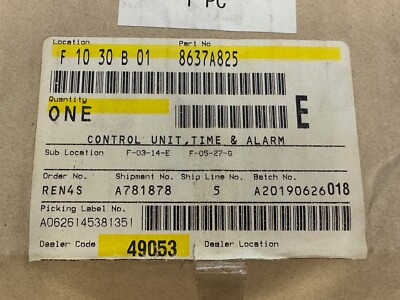 1 PC
Location Part No
F 10 30 B 01 8637A825
Quantity
ONE E
CONTROL UNIT,TIME & ALARM
Sub Location F-03-14-E F-05-27-G
Order No. Shipment No. Ship Line No. Batch No.
REN4S A781878 5 A20190626018
Picking Label No.
A0626145381351
Dealer Code 49053 Dealer Location